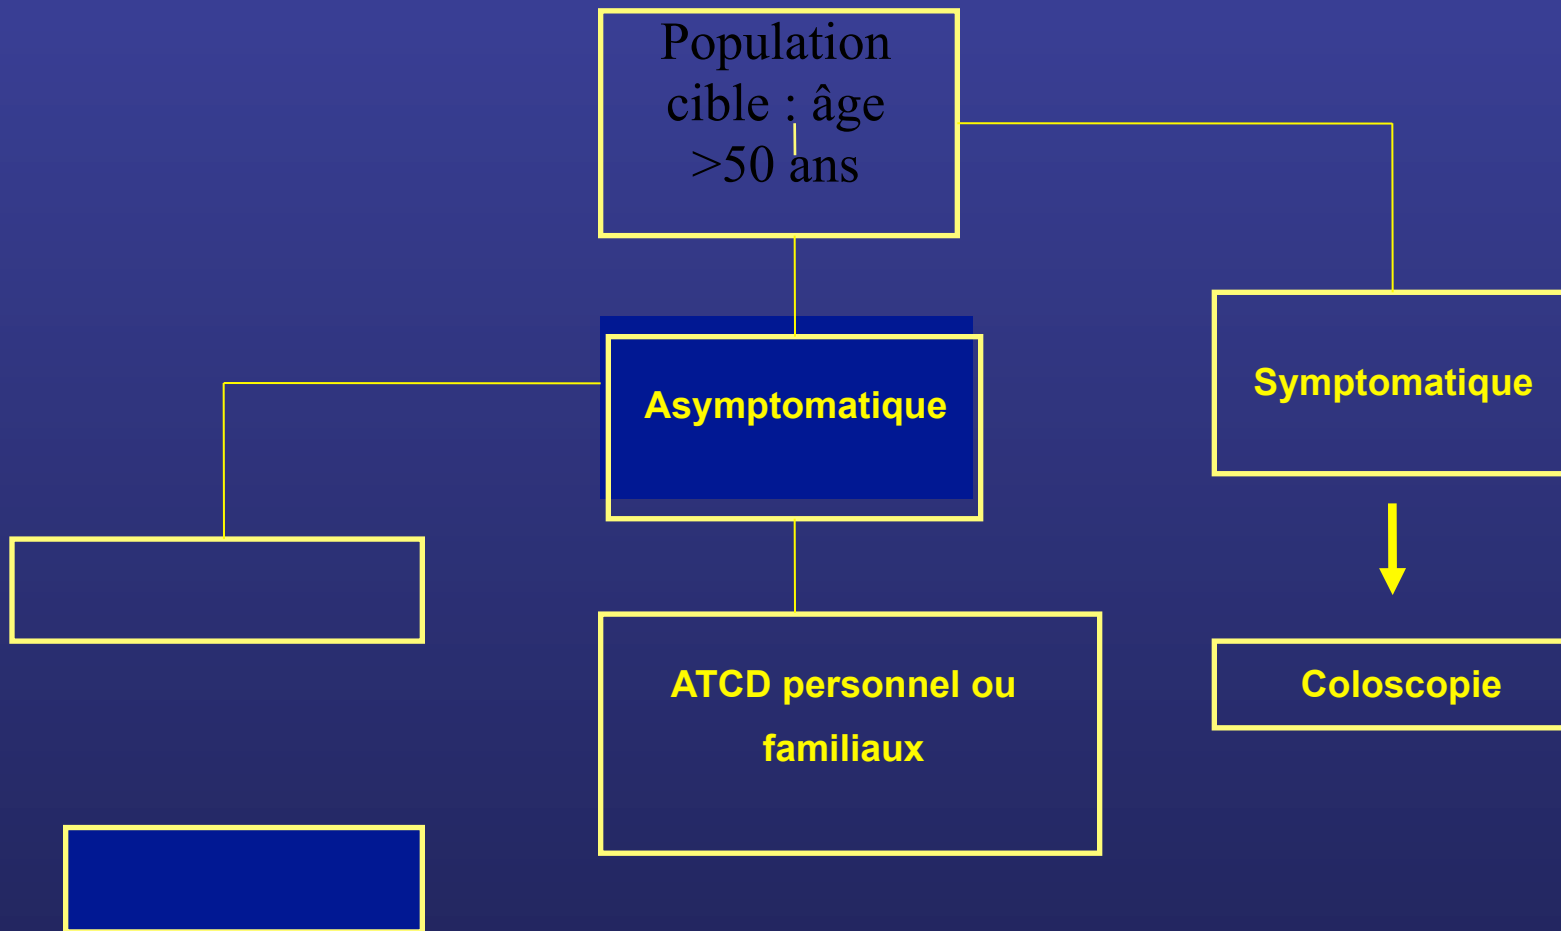 Population
cible : âge
>50 ans
Asymptomatique
Symptomatique
ATCD personnel ou
familiaux
Coloscopie